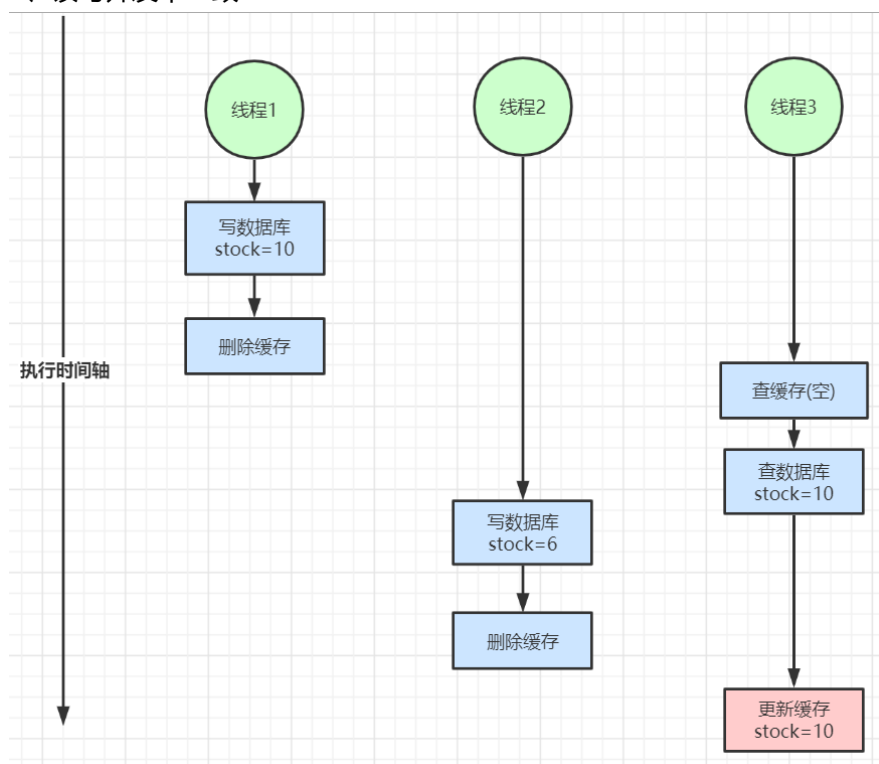 线程1
线程2
线程3
写数据库
stock=10
删除缓存
执行时间轴
查缓存(空)
查数据库
stock=10
写数据库
stock=6
删除缓存
更新缓存
stock=10